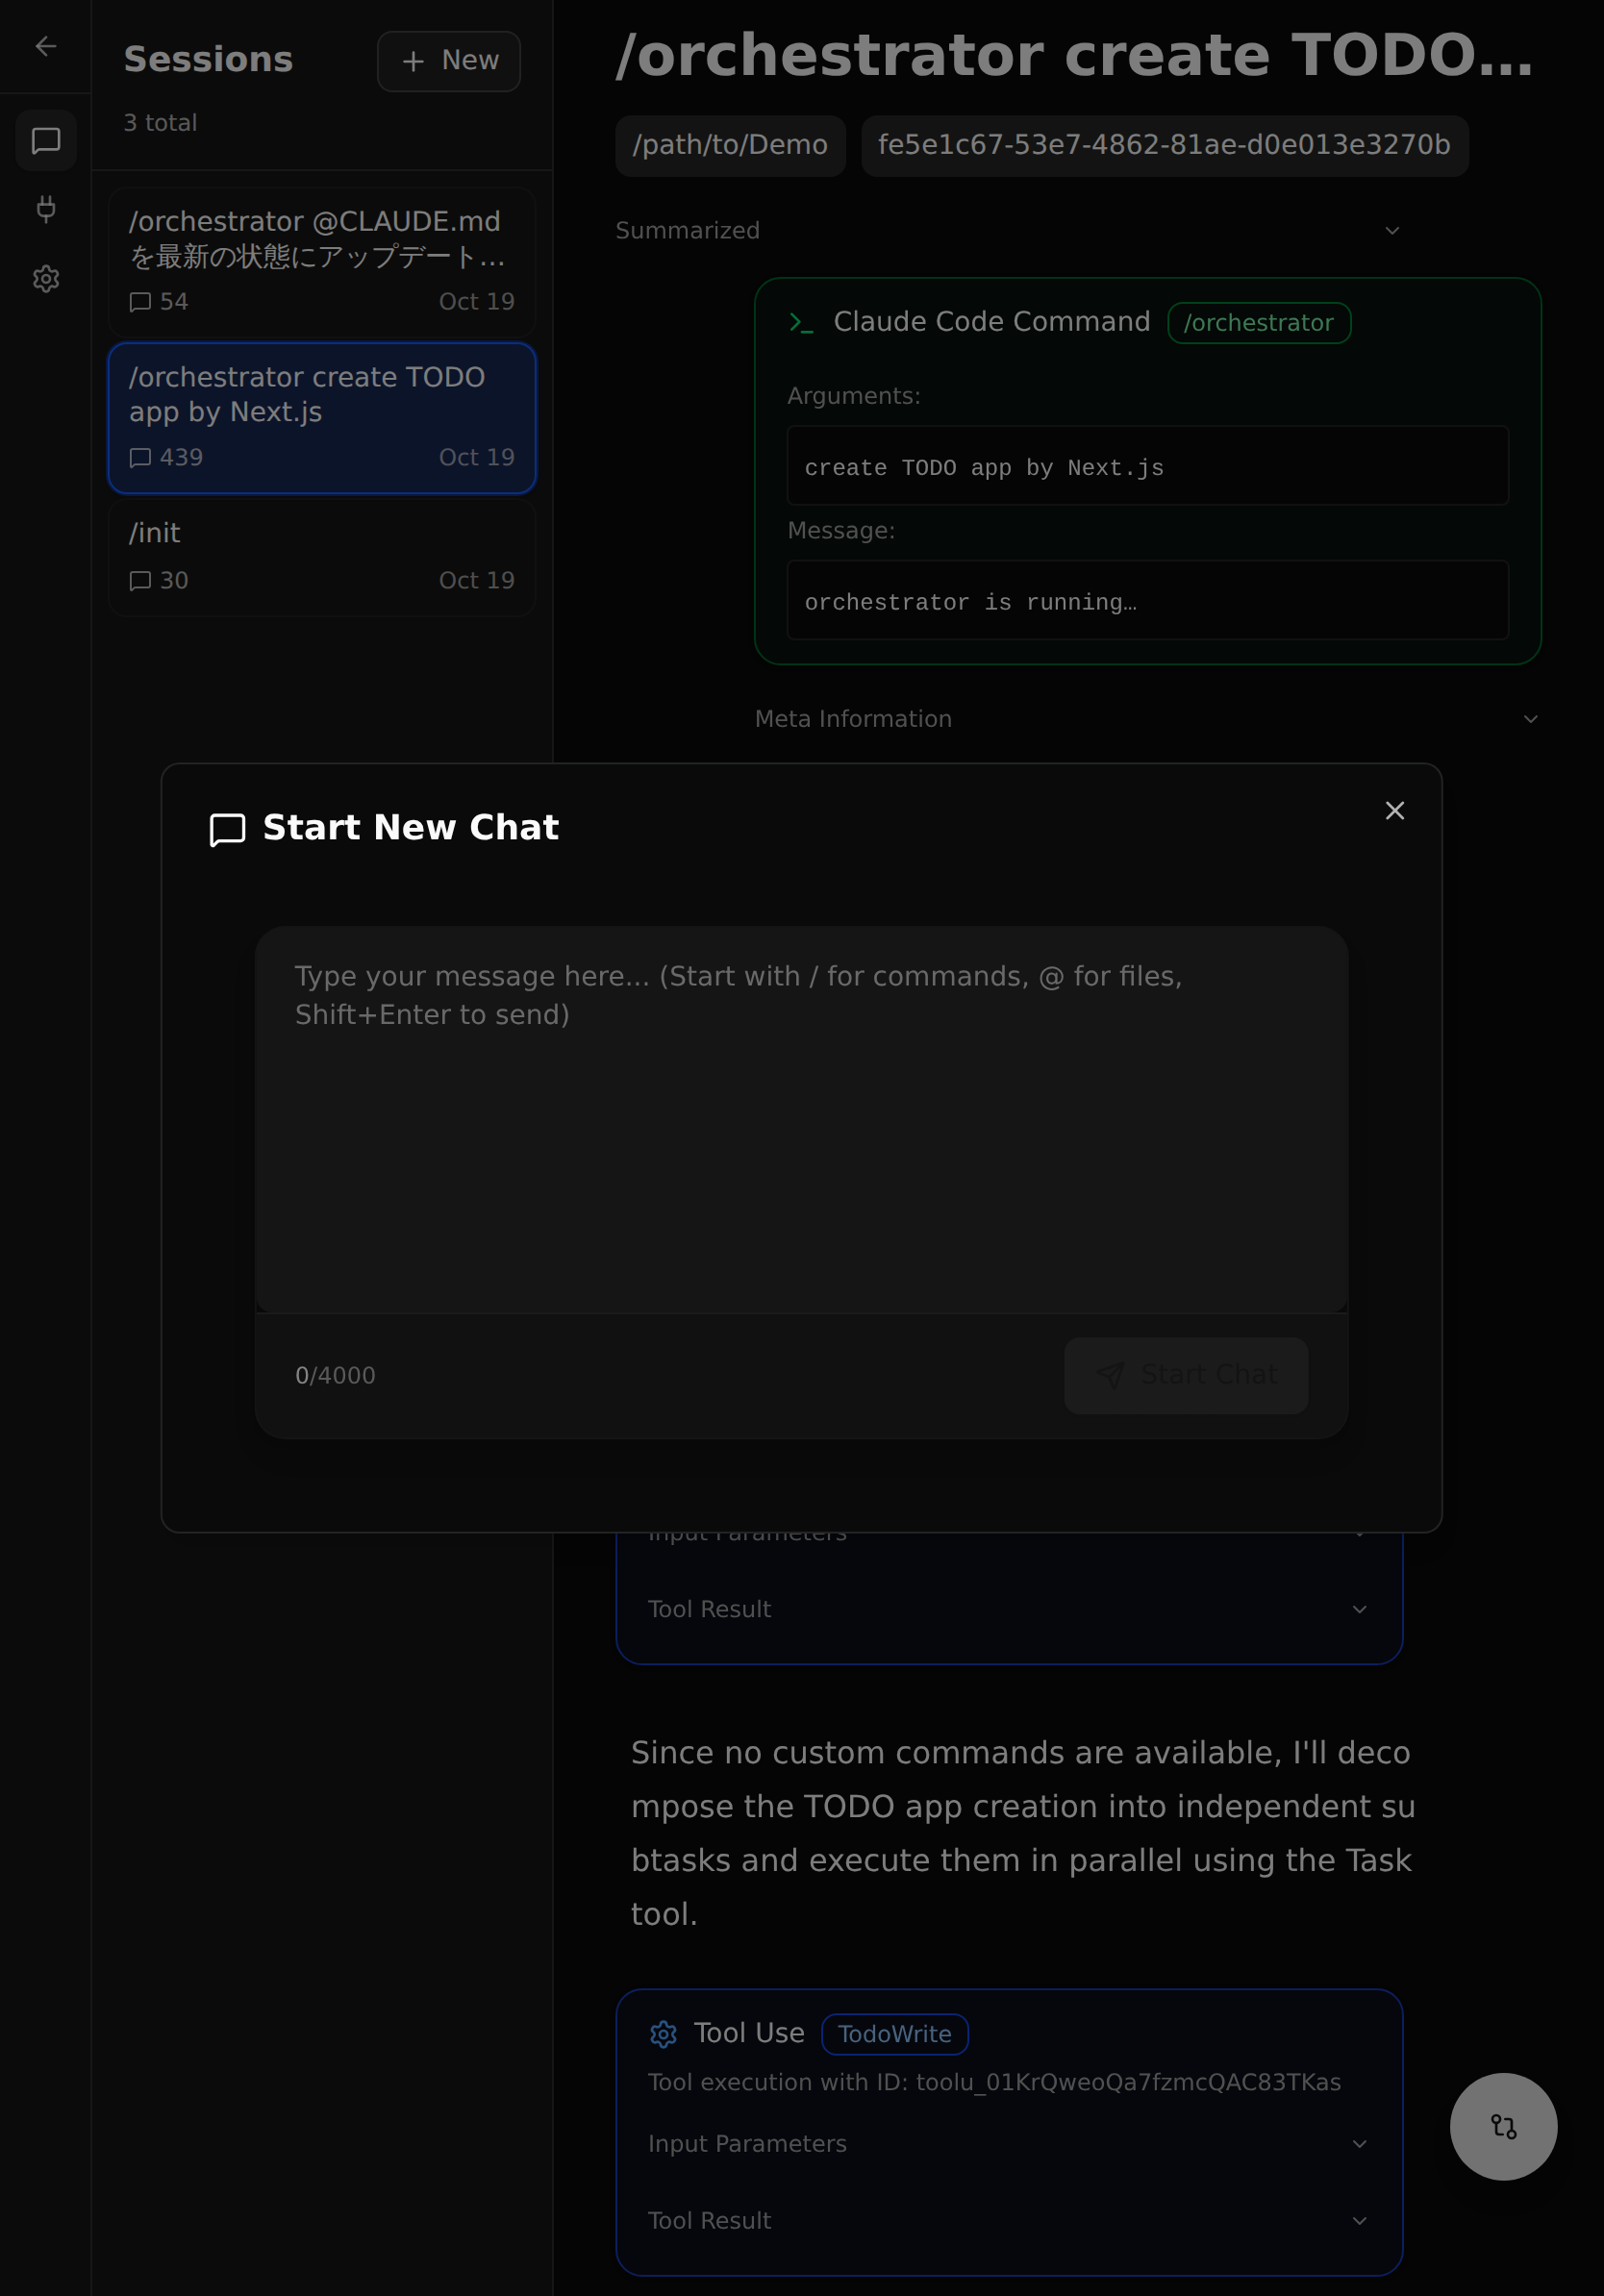 Sessions
New
3 total
/orchestrator @CLAUDE.md
を最新の状態にアップデート…
54
Oct 19
/orchestrator create TODO
app by Next.js
439
Oct 19
/init
30
Oct 19
/orchestrator create TODO…
/path/to/Demo
fe5e1c67-53e7-4862-81ae-d0e013e3270b
Summarized
Claude Code Command
/orchestrator
Arguments:
create TODO app by Next.js
Message:
orchestrator is running…
Meta Information
Start New Chat
Type your message here... (Start with / for commands, @ for files,
Shift+Enter to send)
0/4000
Start Chat
Input Parameters
Tool Result
Since no custom commands are available, I'll deco
mpose the TODO app creation into independent su
btasks and execute them in parallel using the Task
tool.
Tool Use
TodoWrite
Tool execution with ID: toolu_01KrQweoQa7fzmcQAC83TKas
Input Parameters
Tool Result